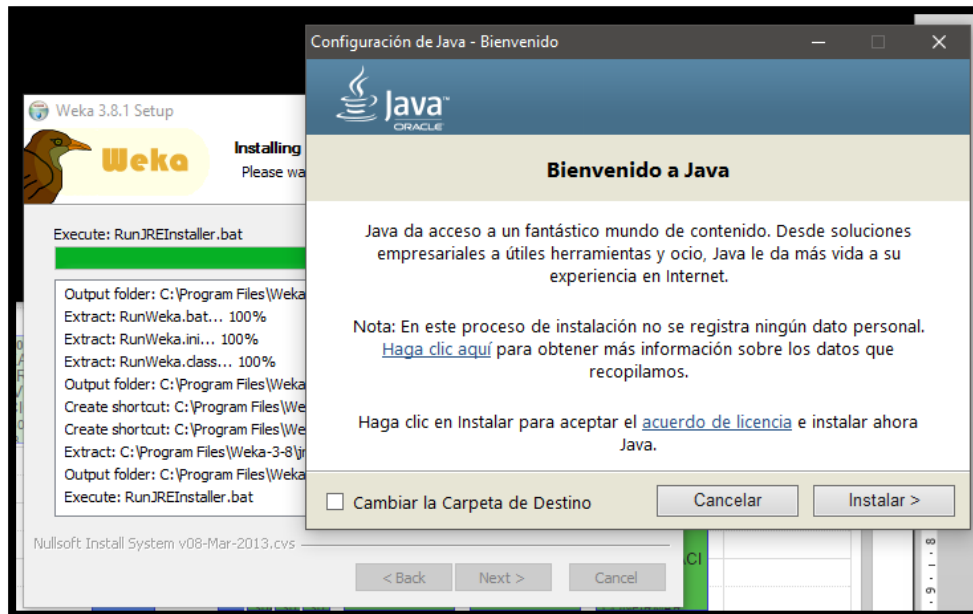 Configuración de Java - Bienvenido
Java
ORACLE
Bienvenido a Java
Java da acceso a un fantástico mundo de contenido. Desde soluciones
empresariales a útiles herramientas y ocio, Java le da más vida a su
experiencia en Internet.
Nota: En este proceso de instalación no se registra ningún dato personal.
Haga clic aquí para obtener más información sobre los datos que
recopilamos.
Haga clic en Instalar para aceptar el acuerdo de licencia e instalar ahora
Java.
Cambiar la Carpeta de Destino
Cancelar
Instalar >
Weka 3.8.1 Setup
Weka
Installing
Please wa
Execute: RunJREInstaller.bat
Output folder: C:\Program Files\Weka
Extract: RunWeka.bat... 100%
Extract: RunWeka.ini... 100%
Extract: RunWeka.class... 100%
Output folder: C:\Program Files\Weka
Create shortcut: C:\Program Files\We
Create shortcut: C:\Program Files\We
Extract: C:\Program Files\Weka-3-8\jr
Output folder: C:\Program Files\Weka
Execute: RunJREInstaller.bat
Nullsoft Install System v08-Mar-2013.cvs
< Back
Next >
Cancel